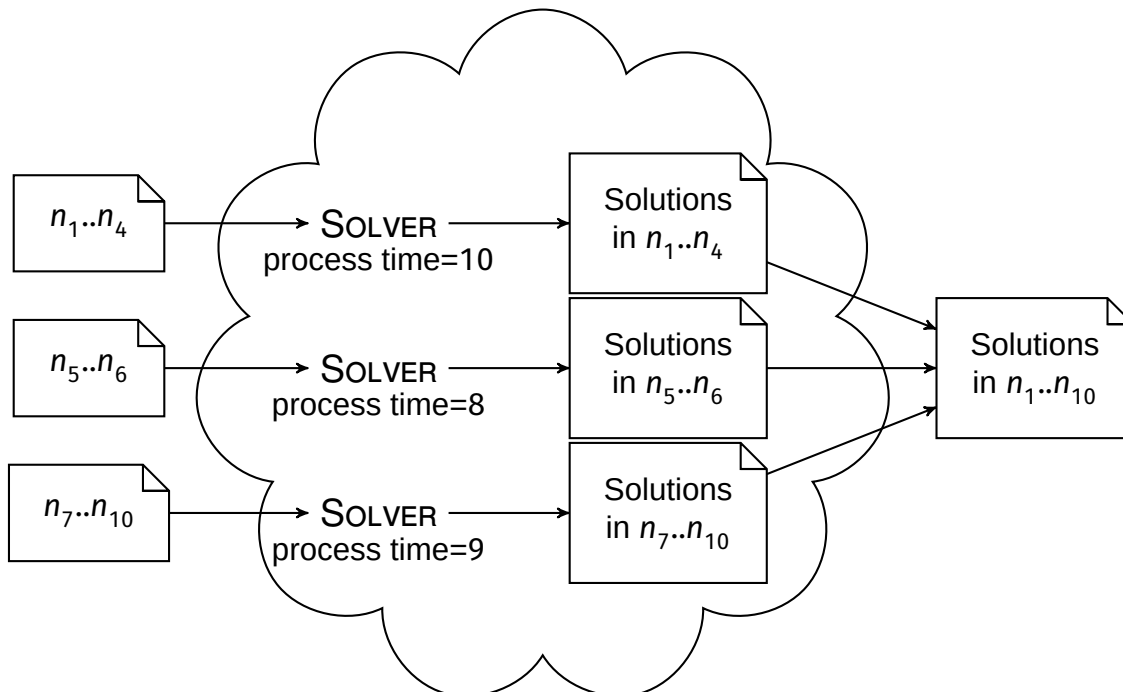 n₁..n₄
SOLVER
process time=10
Solutions
in n₁..n₄
n₅..n₆
SOLVER
process time=8
Solutions
in n₅..n₆
Solutions
in n₁..n₁₀
n₇..n₁₀
SOLVER
process time=9
Solutions
in n₇..n₁₀